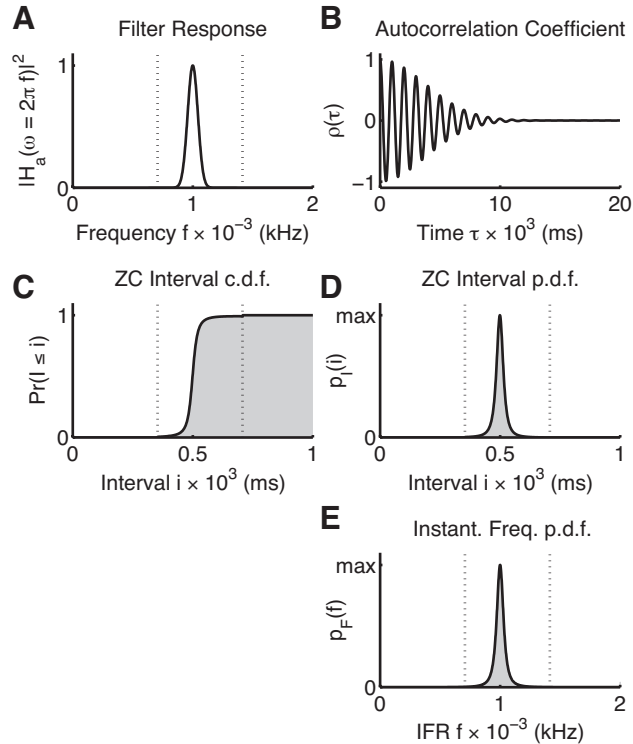 A
Filter Response
|H_a(ω = 2π f)|²
1
0
0
1
2
Frequency f × 10⁻³ (kHz)
B
Autocorrelation Coefficient
ρ(τ)
1
0
−1
0
10
20
Time τ × 10³ (ms)
C
ZC Interval c.d.f.
Pr(I ≤ i)
1
0
0
0.5
1
Interval i × 10³ (ms)
D
ZC Interval p.d.f.
p_I(i)
max
0
0
0.5
1
Interval i × 10³ (ms)
E
Instant. Freq. p.d.f.
p_F(f)
max
0
0
1
2
IFR f × 10⁻³ (kHz)